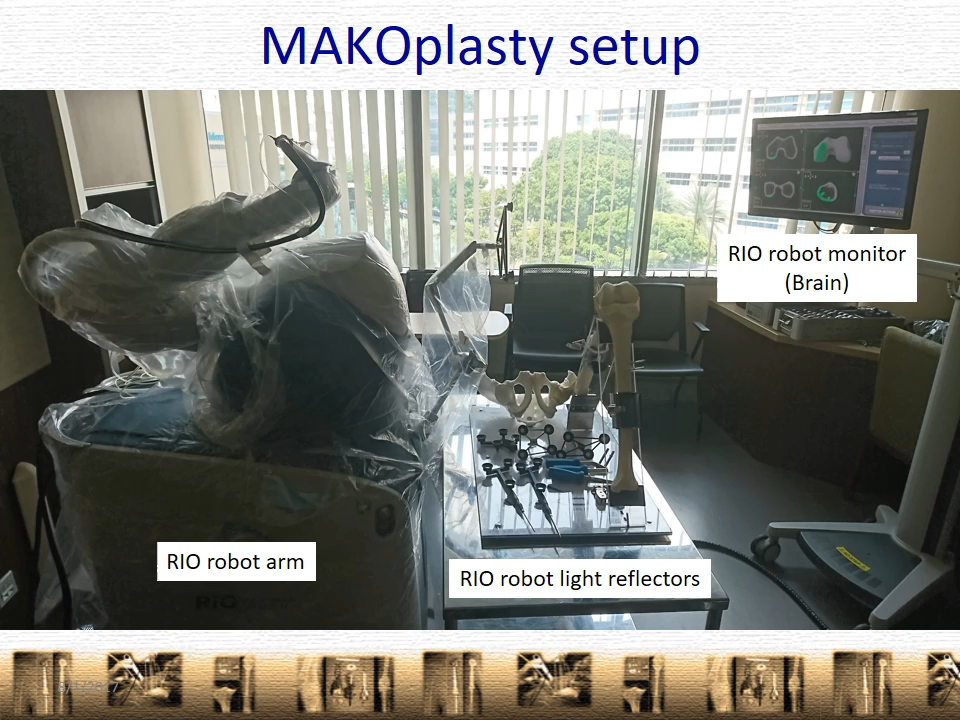 MAKOplasty setup
RIO robot monitor
(Brain)
RIO robot arm
RIO robot light reflectors
RIO